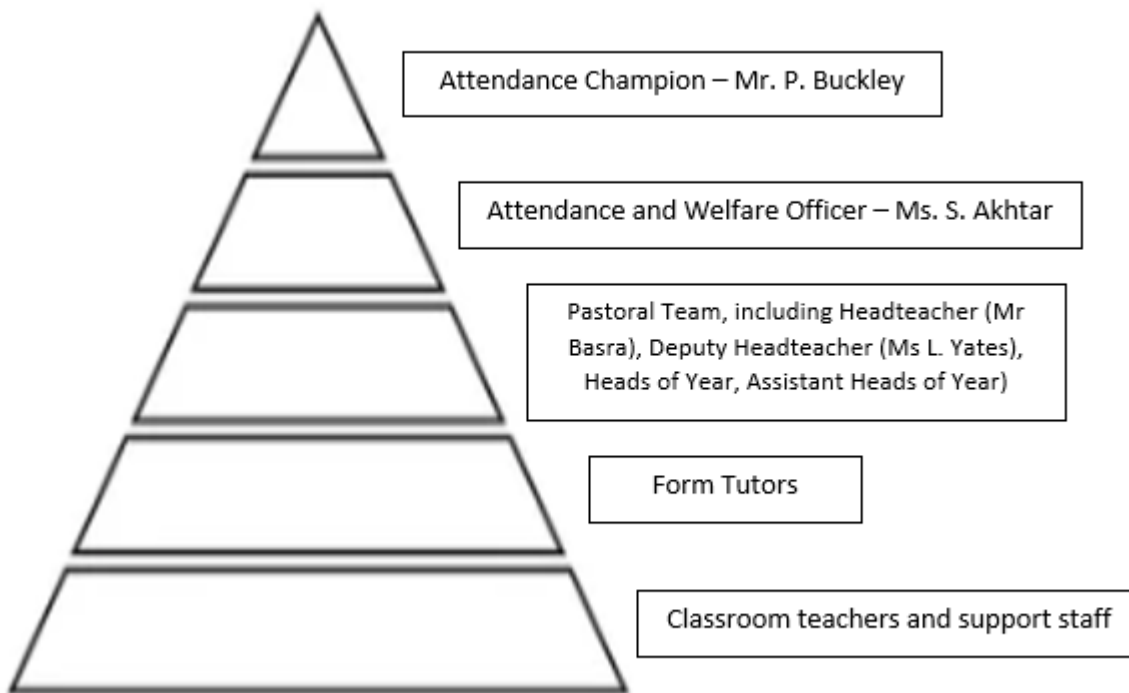 Attendance Champion – Mr. P. Buckley
Attendance and Welfare Officer – Ms. S. Akhtar
Pastoral Team, including Headteacher (Mr
Basra), Deputy Headteacher (Ms L. Yates),
Heads of Year, Assistant Heads of Year)
Form Tutors
Classroom teachers and support staff